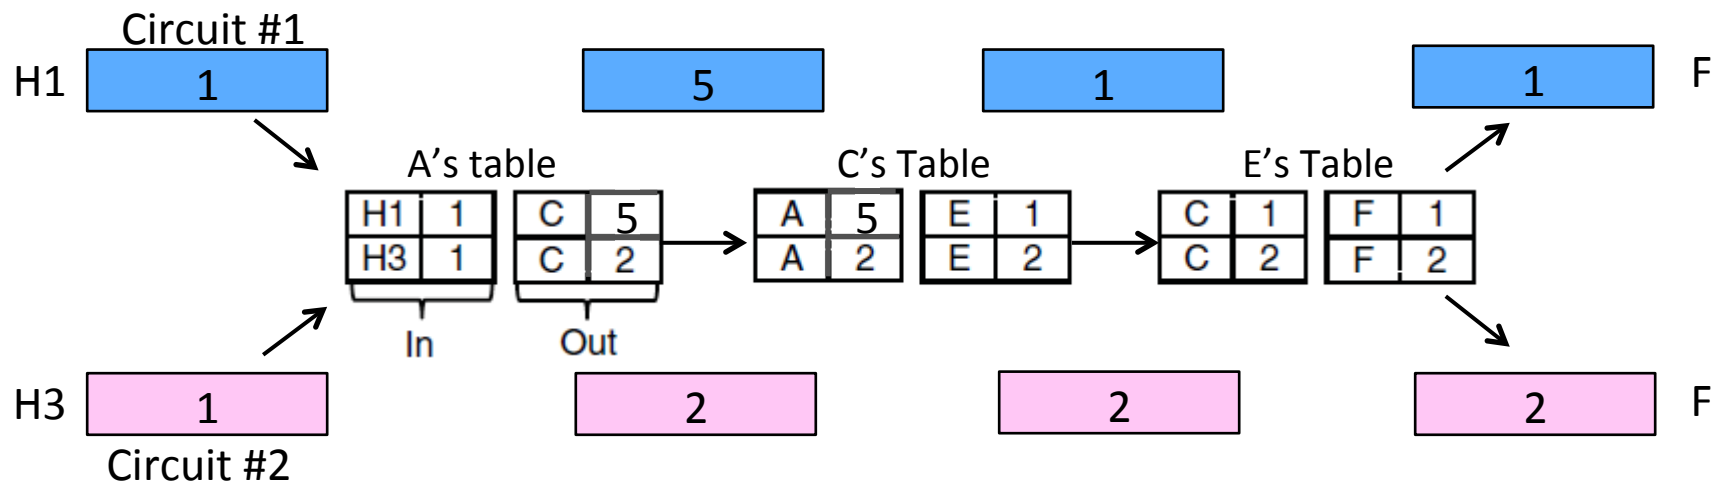 Circuit #1
H1 1 5 1 1 F
A's table C's Table E's Table
H1 1 C 5 A 5 E 1 C 1 F 1
H3 1 C 2 A 2 E 2 C 2 F 2
In Out
H3 1 2 2 2 F
Circuit #2